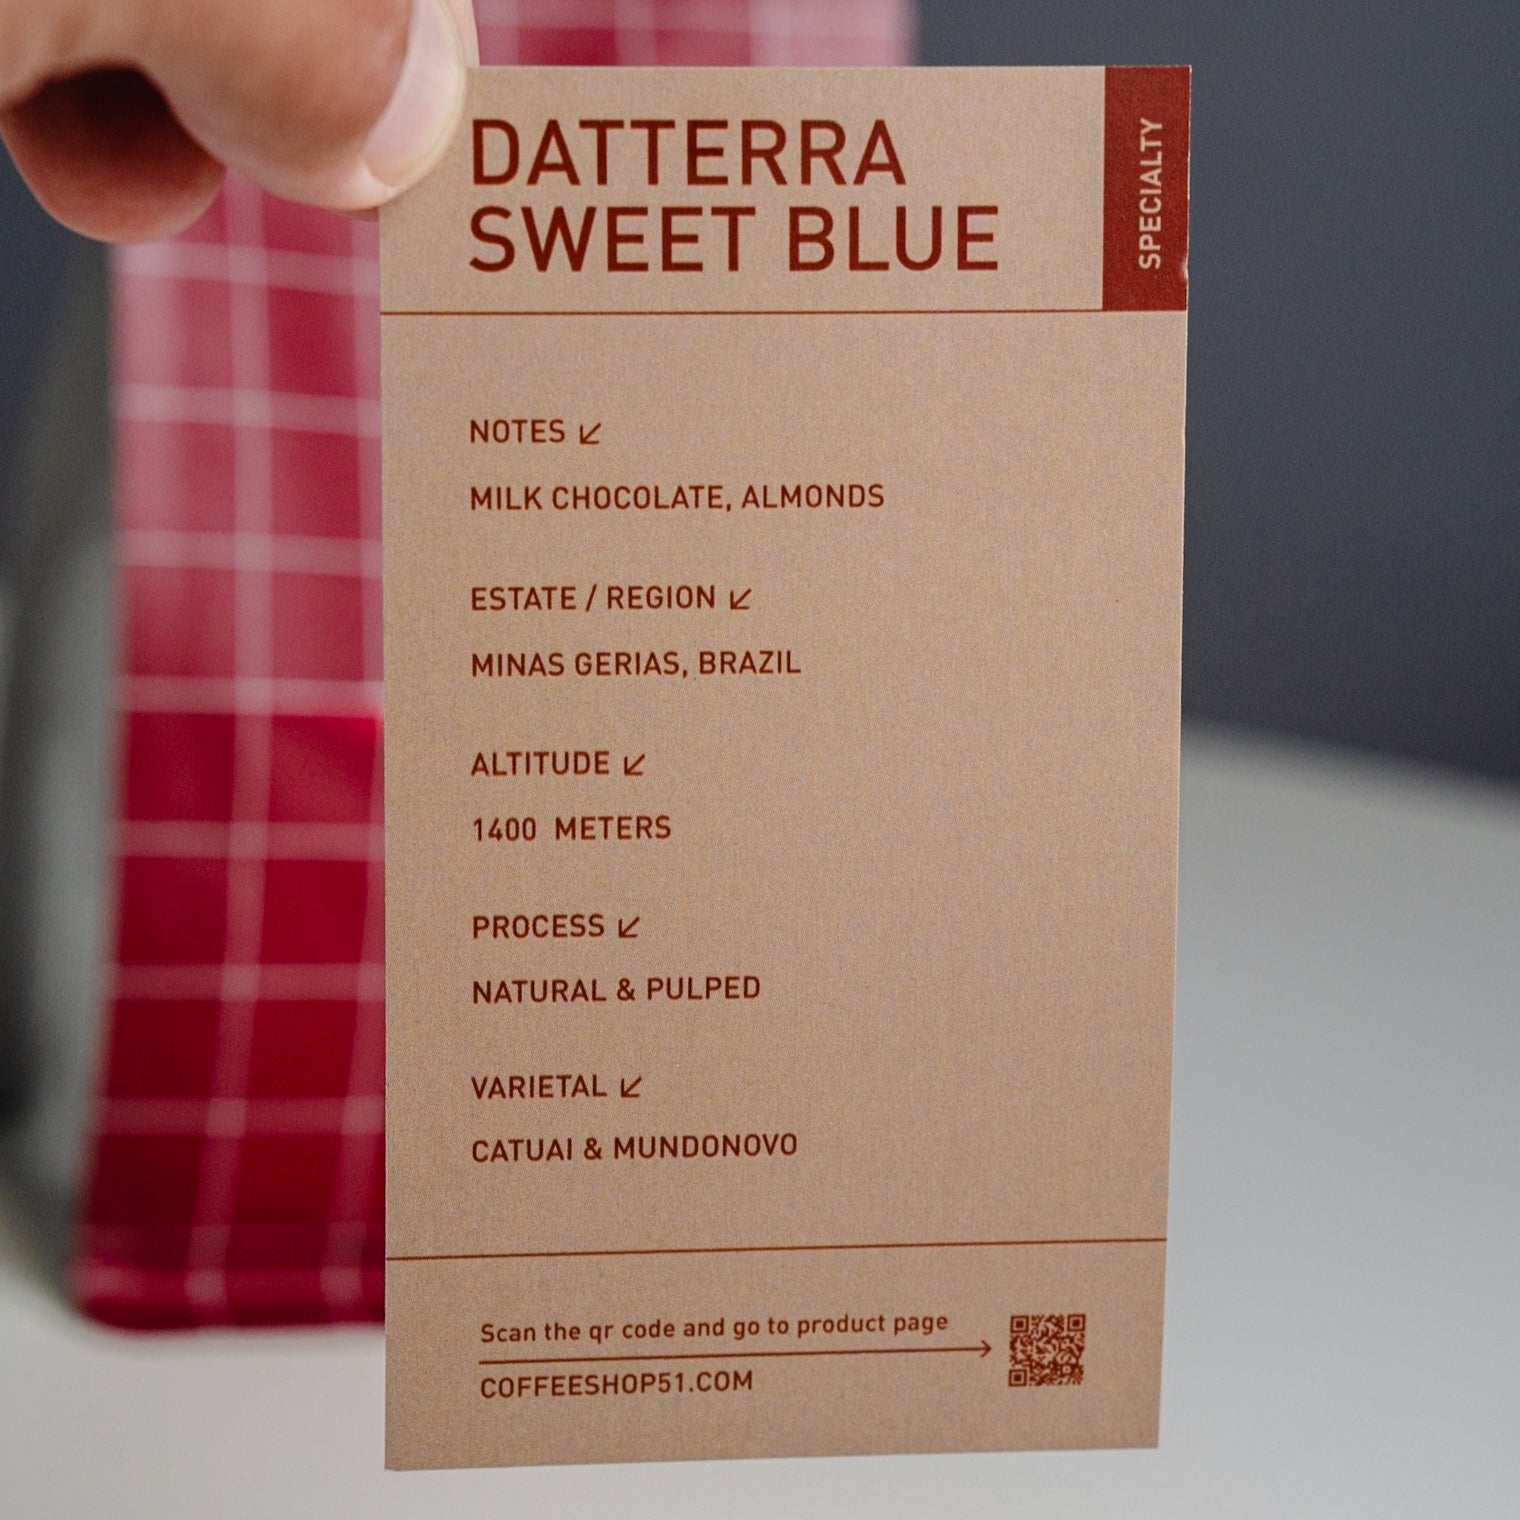 DATTERRA
SWEET BLUE
SPECIALTY
NOTES ↙
MILK CHOCOLATE, ALMONDS
ESTATE / REGION ↙
MINAS GERIAS, BRAZIL
ALTITUDE ↙
1400 METERS
PROCESS ↙
NATURAL & PULPED
VARIETAL ↙
CATUAI & MUNDONOVO
Scan the qr code and go to product page
COFFEESHOP51.COM